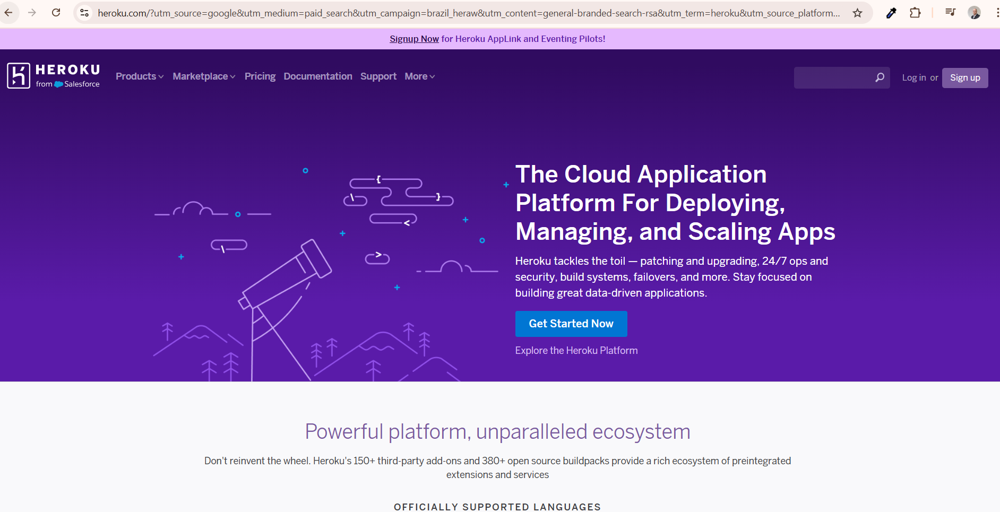 heroku.com/?utm_source=google&utm_medium=paid_search&utm_campaign=brazil_heraw&utm_content=general-branded-search-rsa&utm_term=heroku&utm_source_platform...
Signup Now for Heroku AppLink and Eventing Pilots!
HEROKU
from Salesforce
Products Marketplace Pricing Documentation Support More
Log in or Sign up
The Cloud Application
Platform For Deploying,
Managing, and Scaling Apps
Heroku tackles the toil — patching and upgrading, 24/7 ops and
security, build systems, failovers, and more. Stay focused on
building great data-driven applications.
Get Started Now
Explore the Heroku Platform
Powerful platform, unparalleled ecosystem
Don't reinvent the wheel. Heroku's 150+ third-party add-ons and 380+ open source buildpacks provide a rich ecosystem of preintegrated
extensions and services
OFFICIALLY SUPPORTED LANGUAGES